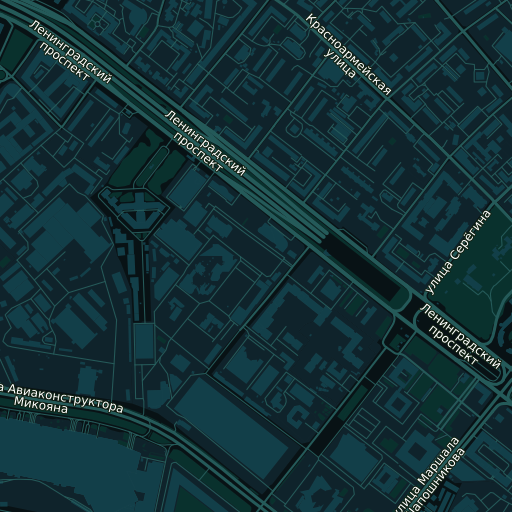 Красноармейская
улица
Ленинградский
проспект
Ленинградский
проспект
улица Серёгина
Ленинградский
проспект
Авиаконструктора
Микояна
улица Маршала
Шапошникова